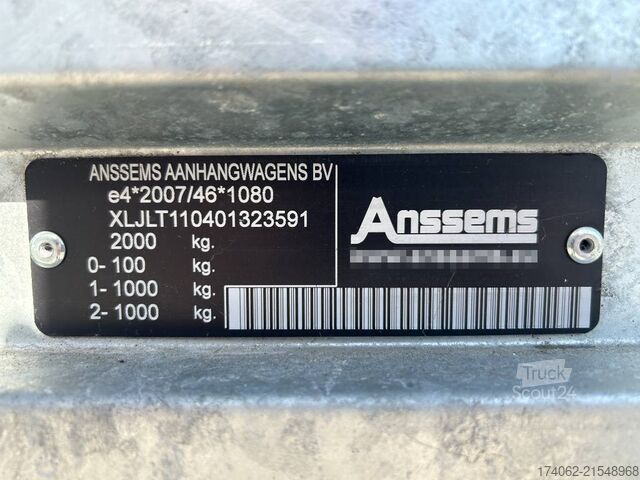 ANSSEMS AANHANGWAGENS BV
e4*2007/46*1080
XLJLT110401323591
2000 kg.
0- 100 kg.
1- 1000 kg.
2- 1000 kg.
Anssems
Truck
Scout24
174062-21548968